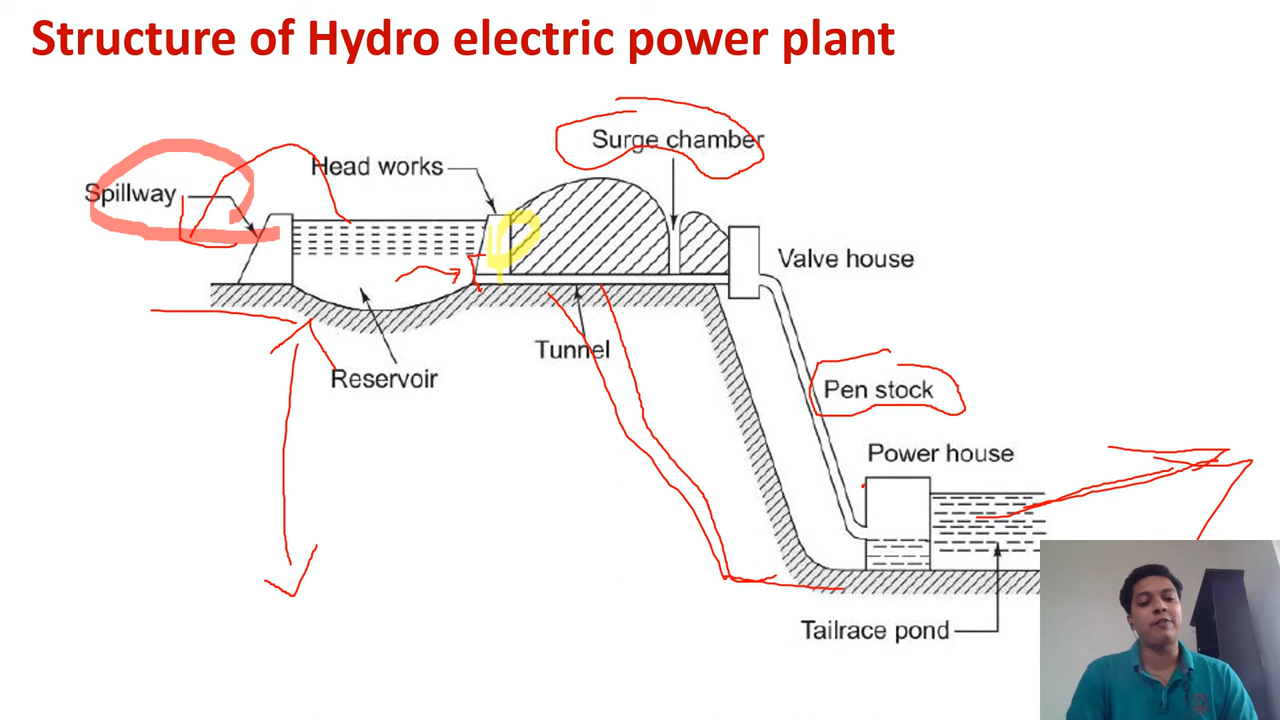 Structure of Hydro electric power plant
Surge chamber
Head works
Spillway
Valve house
Tunnel
Reservoir
Pen stock
Power house
Tailrace pond